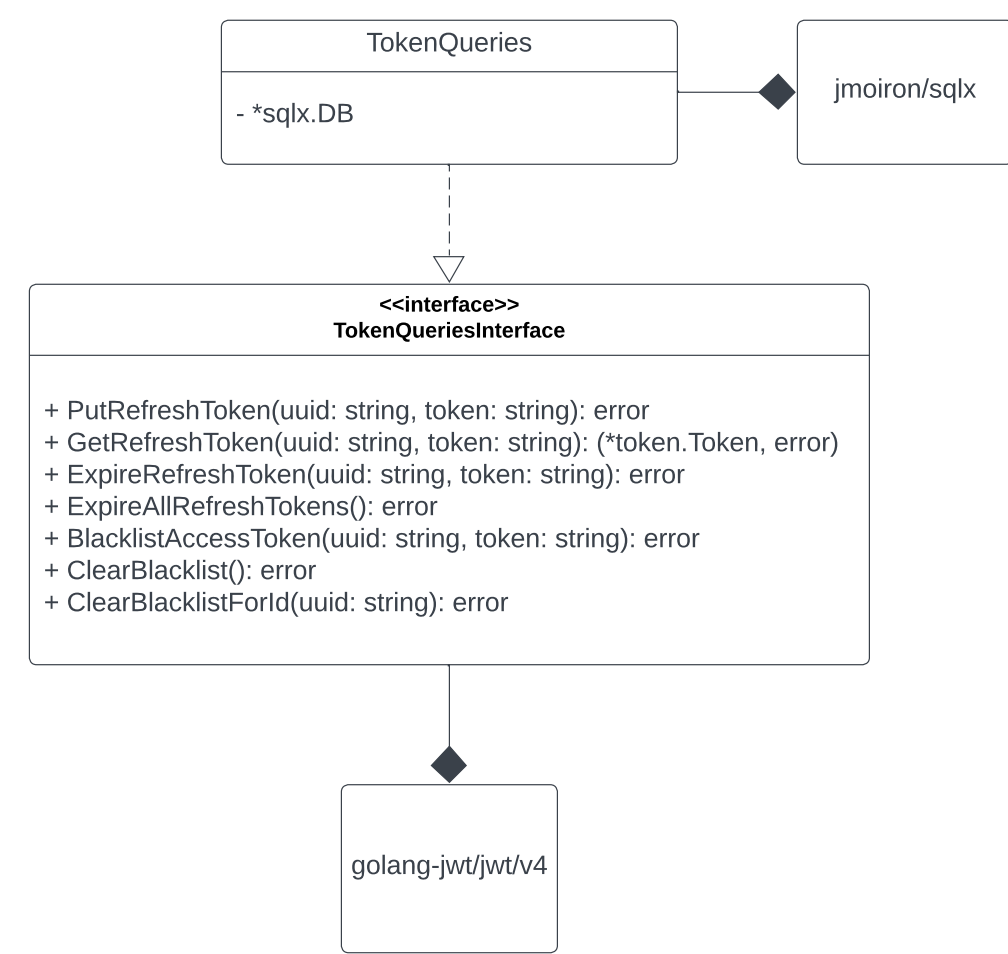 TokenQueries
- *sqlx.DB
jmoiron/sqlx
<<interface>>
TokenQueriesInterface
+ PutRefreshToken(uuid: string, token: string): error
+ GetRefreshToken(uuid: string, token: string): (*token.Token, error)
+ ExpireRefreshToken(uuid: string, token: string): error
+ ExpireAllRefreshTokens(): error
+ BlacklistAccessToken(uuid: string, token: string): error
+ ClearBlacklist(): error
+ ClearBlacklistForId(uuid: string): error
golang-jwt/jwt/v4